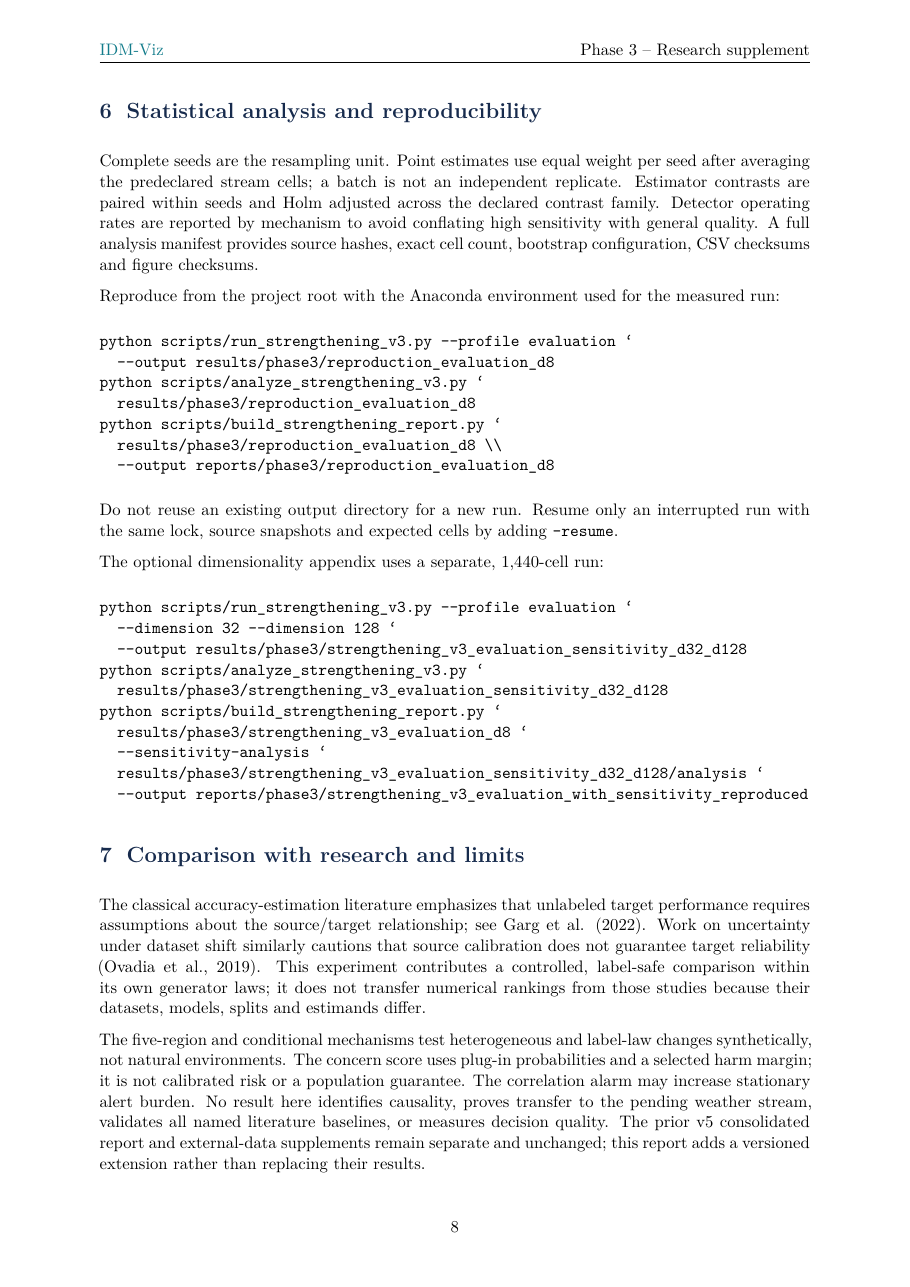 IDM-Viz Phase 3 – Research supplement
6 Statistical analysis and reproducibility
Complete seeds are the resampling unit. Point estimates use equal weight per seed after averaging
the predeclared stream cells; a batch is not an independent replicate. Estimator contrasts are
paired within seeds and Holm adjusted across the declared contrast family. Detector operating
rates are reported by mechanism to avoid conflating high sensitivity with general quality. A full
analysis manifest provides source hashes, exact cell count, bootstrap configuration, CSV checksums
and figure checksums.
Reproduce from the project root with the Anaconda environment used for the measured run:
python scripts/run_strengthening_v3.py --profile evaluation ‘
--output results/phase3/reproduction_evaluation_d8
python scripts/analyze_strengthening_v3.py ‘
results/phase3/reproduction_evaluation_d8
python scripts/build_strengthening_report.py ‘
results/phase3/reproduction_evaluation_d8 \\
--output reports/phase3/reproduction_evaluation_d8
Do not reuse an existing output directory for a new run. Resume only an interrupted run with
the same lock, source snapshots and expected cells by adding -resume.
The optional dimensionality appendix uses a separate, 1,440-cell run:
python scripts/run_strengthening_v3.py --profile evaluation ‘
--dimension 32 --dimension 128 ‘
--output results/phase3/strengthening_v3_evaluation_sensitivity_d32_d128
python scripts/analyze_strengthening_v3.py ‘
results/phase3/strengthening_v3_evaluation_sensitivity_d32_d128
python scripts/build_strengthening_report.py ‘
results/phase3/strengthening_v3_evaluation_d8 ‘
--sensitivity-analysis ‘
results/phase3/strengthening_v3_evaluation_sensitivity_d32_d128/analysis ‘
--output reports/phase3/strengthening_v3_evaluation_with_sensitivity_reproduced
7 Comparison with research and limits
The classical accuracy-estimation literature emphasizes that unlabeled target performance requires
assumptions about the source/target relationship; see Garg et al. (2022). Work on uncertainty
under dataset shift similarly cautions that source calibration does not guarantee target reliability
(Ovadia et al., 2019). This experiment contributes a controlled, label-safe comparison within
its own generator laws; it does not transfer numerical rankings from those studies because their
datasets, models, splits and estimands differ.
The five-region and conditional mechanisms test heterogeneous and label-law changes synthetically,
not natural environments. The concern score uses plug-in probabilities and a selected harm margin;
it is not calibrated risk or a population guarantee. The correlation alarm may increase stationary
alert burden. No result here identifies causality, proves transfer to the pending weather stream,
validates all named literature baselines, or measures decision quality. The prior v5 consolidated
report and external-data supplements remain separate and unchanged; this report adds a versioned
extension rather than replacing their results.
8